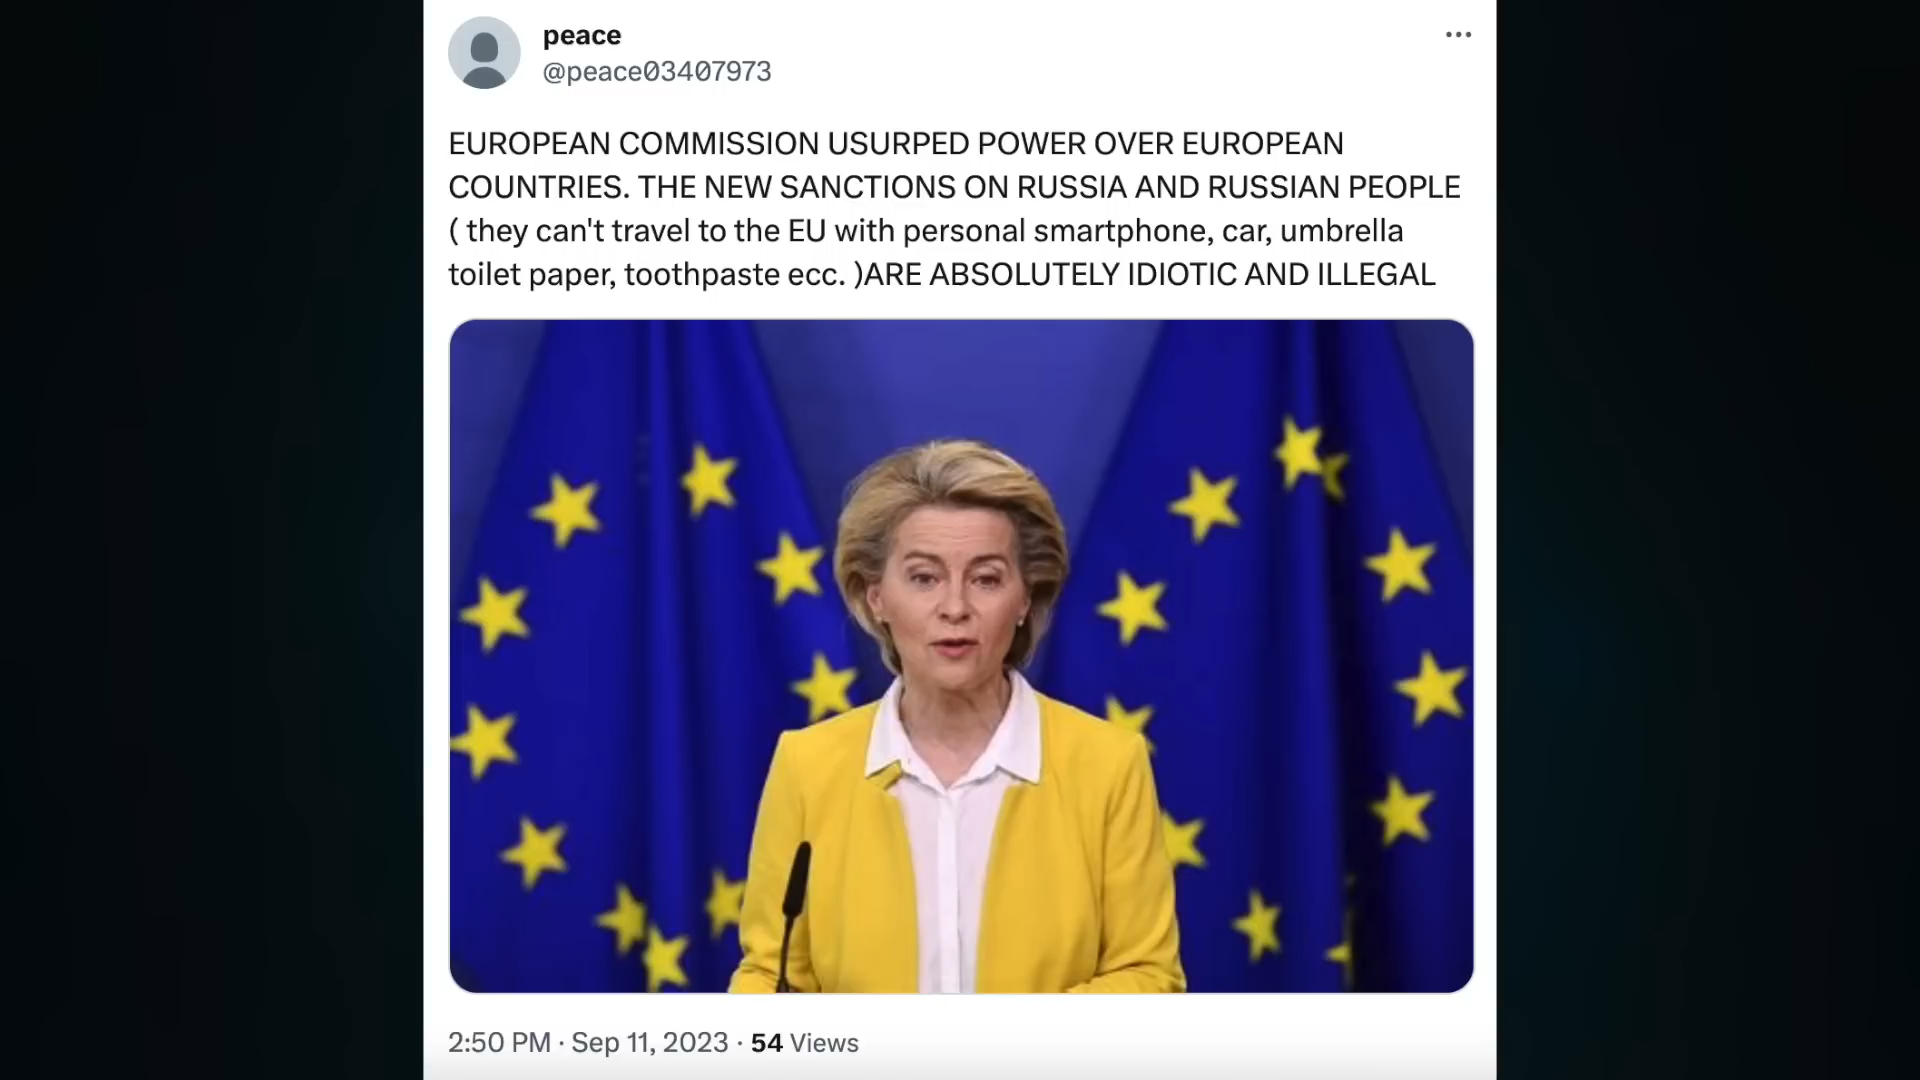 peace
@peace03407973
EUROPEAN COMMISSION USURPED POWER OVER EUROPEAN
COUNTRIES. THE NEW SANCTIONS ON RUSSIA AND RUSSIAN PEOPLE
( they can't travel to the EU with personal smartphone, car, umbrella
toilet paper, toothpaste ecc. )ARE ABSOLUTELY IDIOTIC AND ILLEGAL
2:50 PM · Sep 11, 2023 · 54 Views